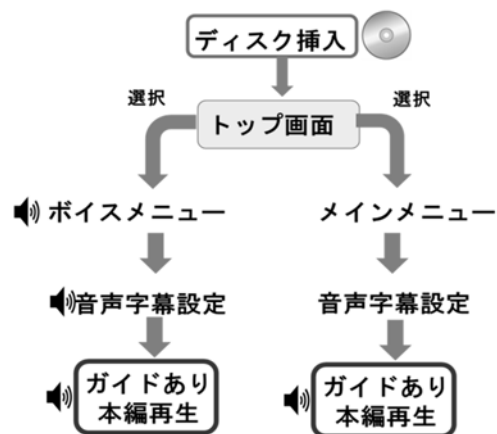 ディスク挿入
選択
選択
トップ画面
ボイスメニュー
メインメニュー
音声字幕設定
音声字幕設定
ガイドあり
本編再生
ガイドあり
本編再生